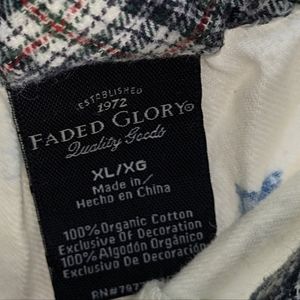 ESTABLISHED
1972
FADED GLORY®
Quality Goods
XL/XG
Made in/
Hecho en China
100% Organic Cotton
Exclusive of Decoration
100% Algodón Orgánico
Exclusive de Decoración